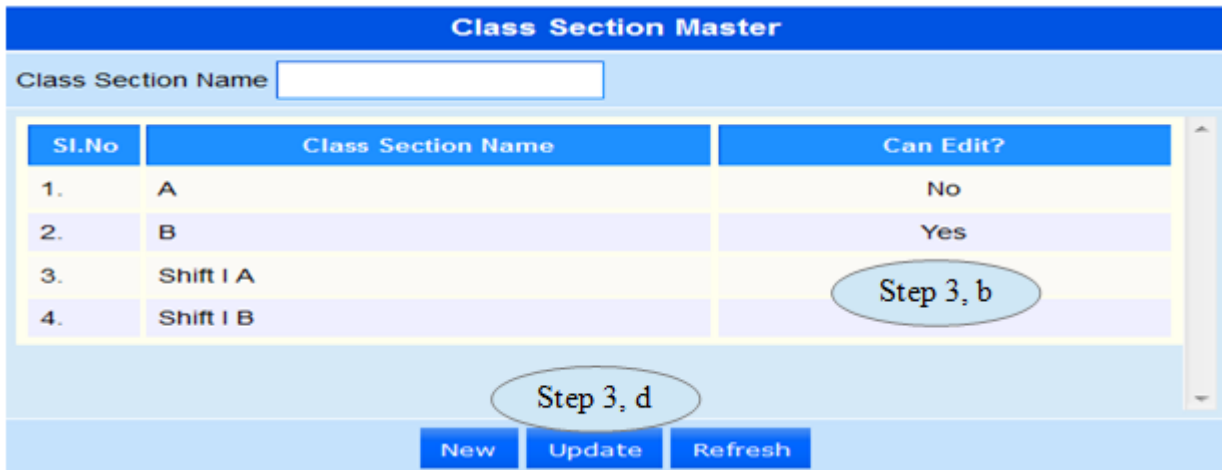 Class Section Master
Class Section Name
Sl.No Class Section Name Can Edit?
1. A No
2. B Yes
3. Shift I A
Step 3, b
4. Shift I B
Step 3, d
New Update Refresh